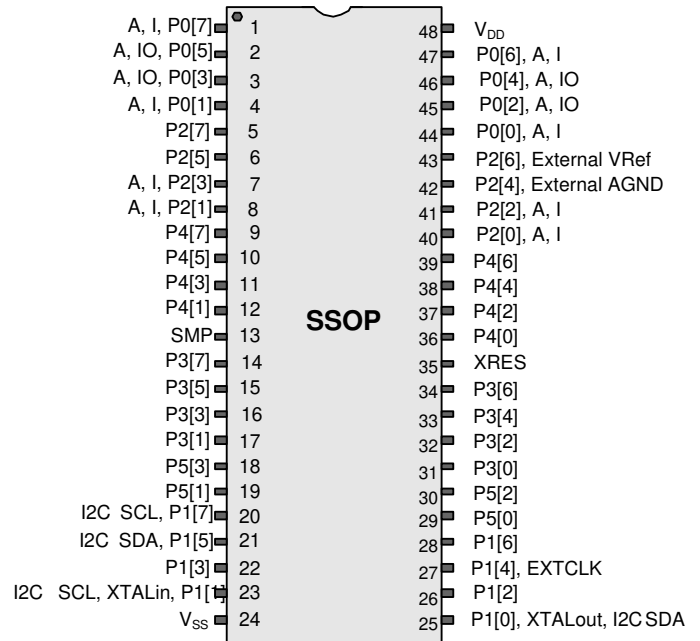 A, I, P0[7] 1 48 VDD
A, IO, P0[5] 2 47 P0[6], A, I
A, IO, P0[3] 3 46 P0[4], A, IO
A, I, P0[1] 4 45 P0[2], A, IO
P2[7] 5 44 P0[0], A, I
P2[5] 6 43 P2[6], External VRef
A, I, P2[3] 7 42 P2[4], External AGND
A, I, P2[1] 8 41 P2[2], A, I
P4[7] 9 40 P2[0], A, I
P4[5] 10 39 P4[6]
P4[3] 11 38 P4[4]
P4[1] 12 37 P4[2]
SSOP
SMP 13 36 P4[0]
P3[7] 14 35 XRES
P3[5] 15 34 P3[6]
P3[3] 16 33 P3[4]
P3[1] 17 32 P3[2]
P5[3] 18 31 P3[0]
P5[1] 19 30 P5[2]
I2C SCL, P1[7] 20 29 P5[0]
I2C SDA, P1[5] 21 28 P1[6]
P1[3] 22 27 P1[4], EXTCLK
I2C SCL, XTALin, P1[1] 23 26 P1[2]
VSS 24 25 P1[0], XTALout, I2C SDA